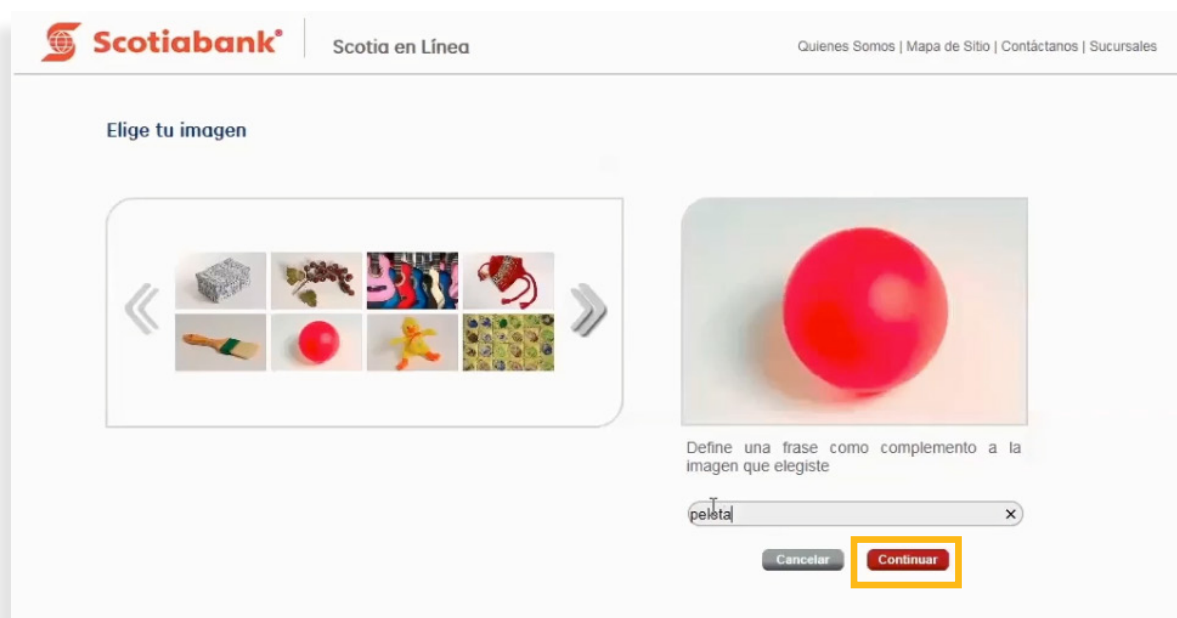 Scotiabank®
Scotia en Línea
Quienes Somos | Mapa de Sitio | Contáctanos | Sucursales
Elige tu imagen
Define una frase como complemento a la
imagen que elegiste
pelota
Cancelar
Continuar